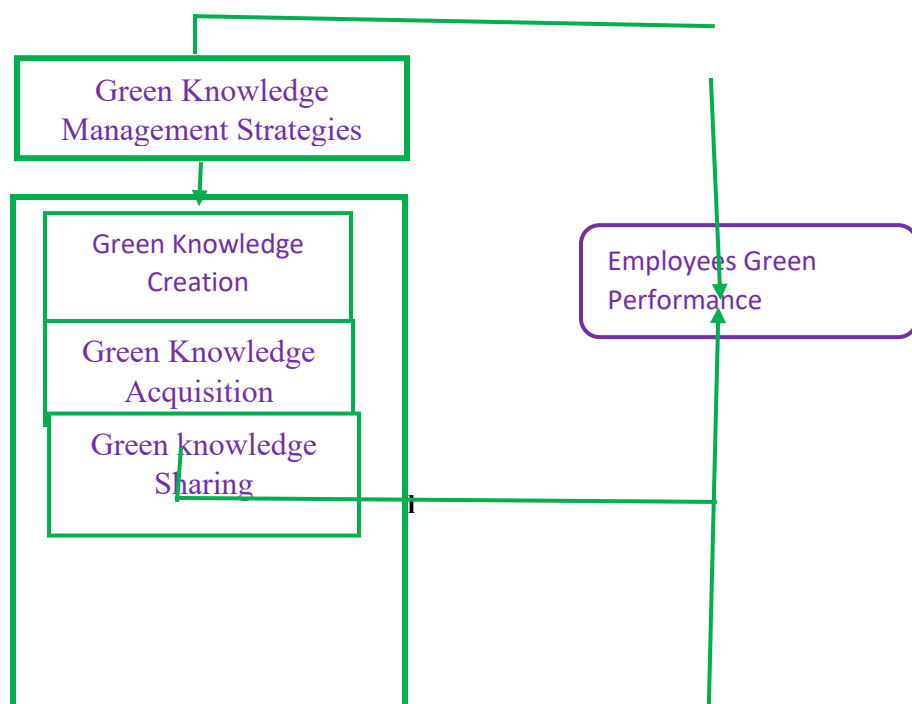 Green Knowledge
Management Strategies
Green Knowledge
Creation
Employees Green
Performance
Green Knowledge
Acquisition
Green knowledge
Sharing